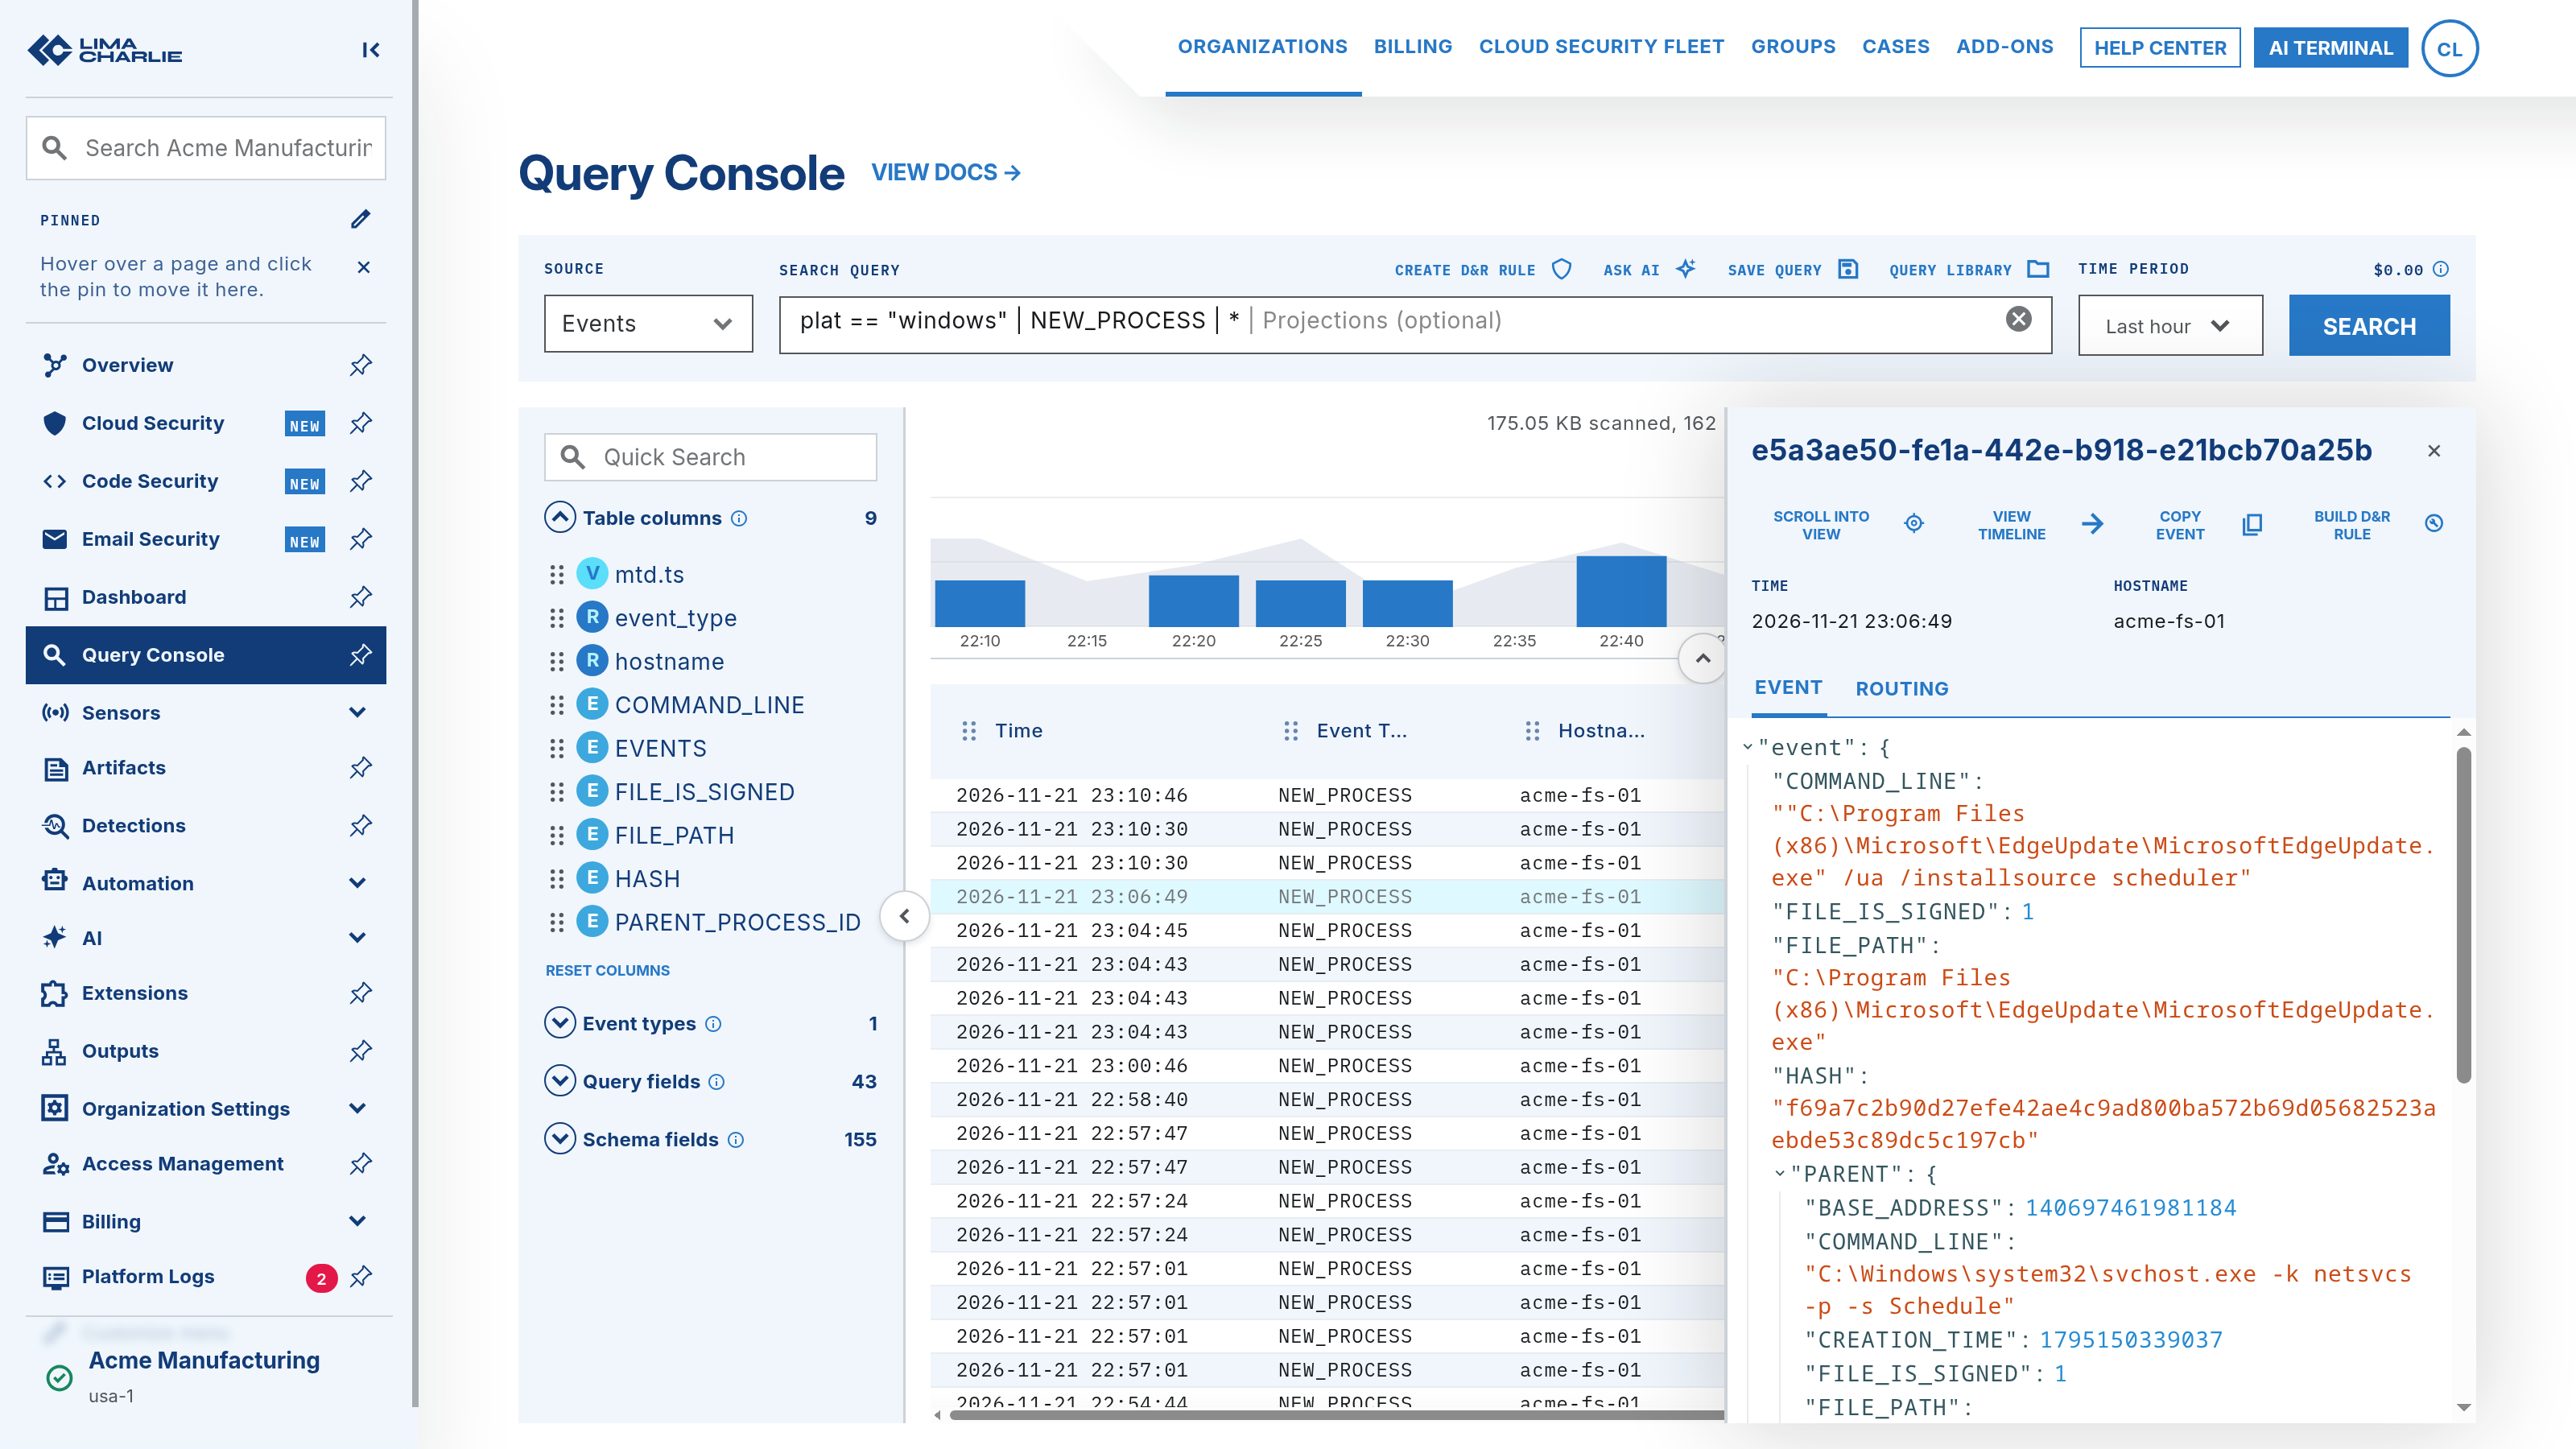 LIMA
CHARLIE
Search Acme Manufacturin
PINNED
Hover over a page and click
the pin to move it here.
Overview
Cloud Security NEW
Code Security NEW
Email Security NEW
Dashboard
Query Console
Sensors
Artifacts
Detections
Automation
AI
Extensions
Outputs
Organization Settings
Access Management
Billing
Platform Logs 2
Customize menu
Acme Manufacturing
usa-1
ORGANIZATIONS BILLING CLOUD SECURITY FLEET GROUPS CASES ADD-ONS HELP CENTER AI TERMINAL CL
Query Console VIEW DOCS
SOURCE
Events
SEARCH QUERY CREATE D&R RULE ASK AI SAVE QUERY QUERY LIBRARY
plat == "windows" | NEW_PROCESS | * | Projections (optional)
TIME PERIOD $0.00
Last hour SEARCH
Quick Search
Table columns 9
V mtd.ts
R event_type
R hostname
E COMMAND_LINE
E EVENTS
E FILE_IS_SIGNED
E FILE_PATH
E HASH
E PARENT_PROCESS_ID
RESET COLUMNS
Event types 1
Query fields 43
Schema fields 155
175.05 KB scanned, 162
22:10 22:15 22:20 22:25 22:30 22:35 22:40
Time Event T... Hostna...
2026-11-21 23:10:46 NEW_PROCESS acme-fs-01
2026-11-21 23:10:30 NEW_PROCESS acme-fs-01
2026-11-21 23:10:30 NEW_PROCESS acme-fs-01
2026-11-21 23:06:49 NEW_PROCESS acme-fs-01
2026-11-21 23:04:45 NEW_PROCESS acme-fs-01
2026-11-21 23:04:43 NEW_PROCESS acme-fs-01
2026-11-21 23:04:43 NEW_PROCESS acme-fs-01
2026-11-21 23:04:43 NEW_PROCESS acme-fs-01
2026-11-21 23:00:46 NEW_PROCESS acme-fs-01
2026-11-21 22:58:40 NEW_PROCESS acme-fs-01
2026-11-21 22:57:47 NEW_PROCESS acme-fs-01
2026-11-21 22:57:47 NEW_PROCESS acme-fs-01
2026-11-21 22:57:24 NEW_PROCESS acme-fs-01
2026-11-21 22:57:24 NEW_PROCESS acme-fs-01
2026-11-21 22:57:01 NEW_PROCESS acme-fs-01
2026-11-21 22:57:01 NEW_PROCESS acme-fs-01
2026-11-21 22:57:01 NEW_PROCESS acme-fs-01
2026-11-21 22:57:01 NEW_PROCESS acme-fs-01
2026-11-21 22:54:44 NEW_PROCESS acme-fs-01
e5a3ae50-fe1a-442e-b918-e21bcb70a25b
SCROLL INTO
VIEW
VIEW
TIMELINE
COPY
EVENT
BUILD D&R
RULE
TIME HOSTNAME
2026-11-21 23:06:49 acme-fs-01
EVENT ROUTING
"event": {
"COMMAND_LINE":
""C:\Program Files
(x86)\Microsoft\EdgeUpdate\MicrosoftEdgeUpdate.
exe" /ua /installsource scheduler"
"FILE_IS_SIGNED": 1
"FILE_PATH":
"C:\Program Files
(x86)\Microsoft\EdgeUpdate\MicrosoftEdgeUpdate.
exe"
"HASH":
"f69a7c2b90d27efe42ae4c9ad800ba572b69d05682523a
ebde53c89dc5c197cb"
"PARENT": {
"BASE_ADDRESS": 140697461981184
"COMMAND_LINE":
"C:\Windows\system32\svchost.exe -k netsvcs
-p -s Schedule"
"CREATION_TIME": 1795150339037
"FILE_IS_SIGNED": 1
"FILE_PATH":